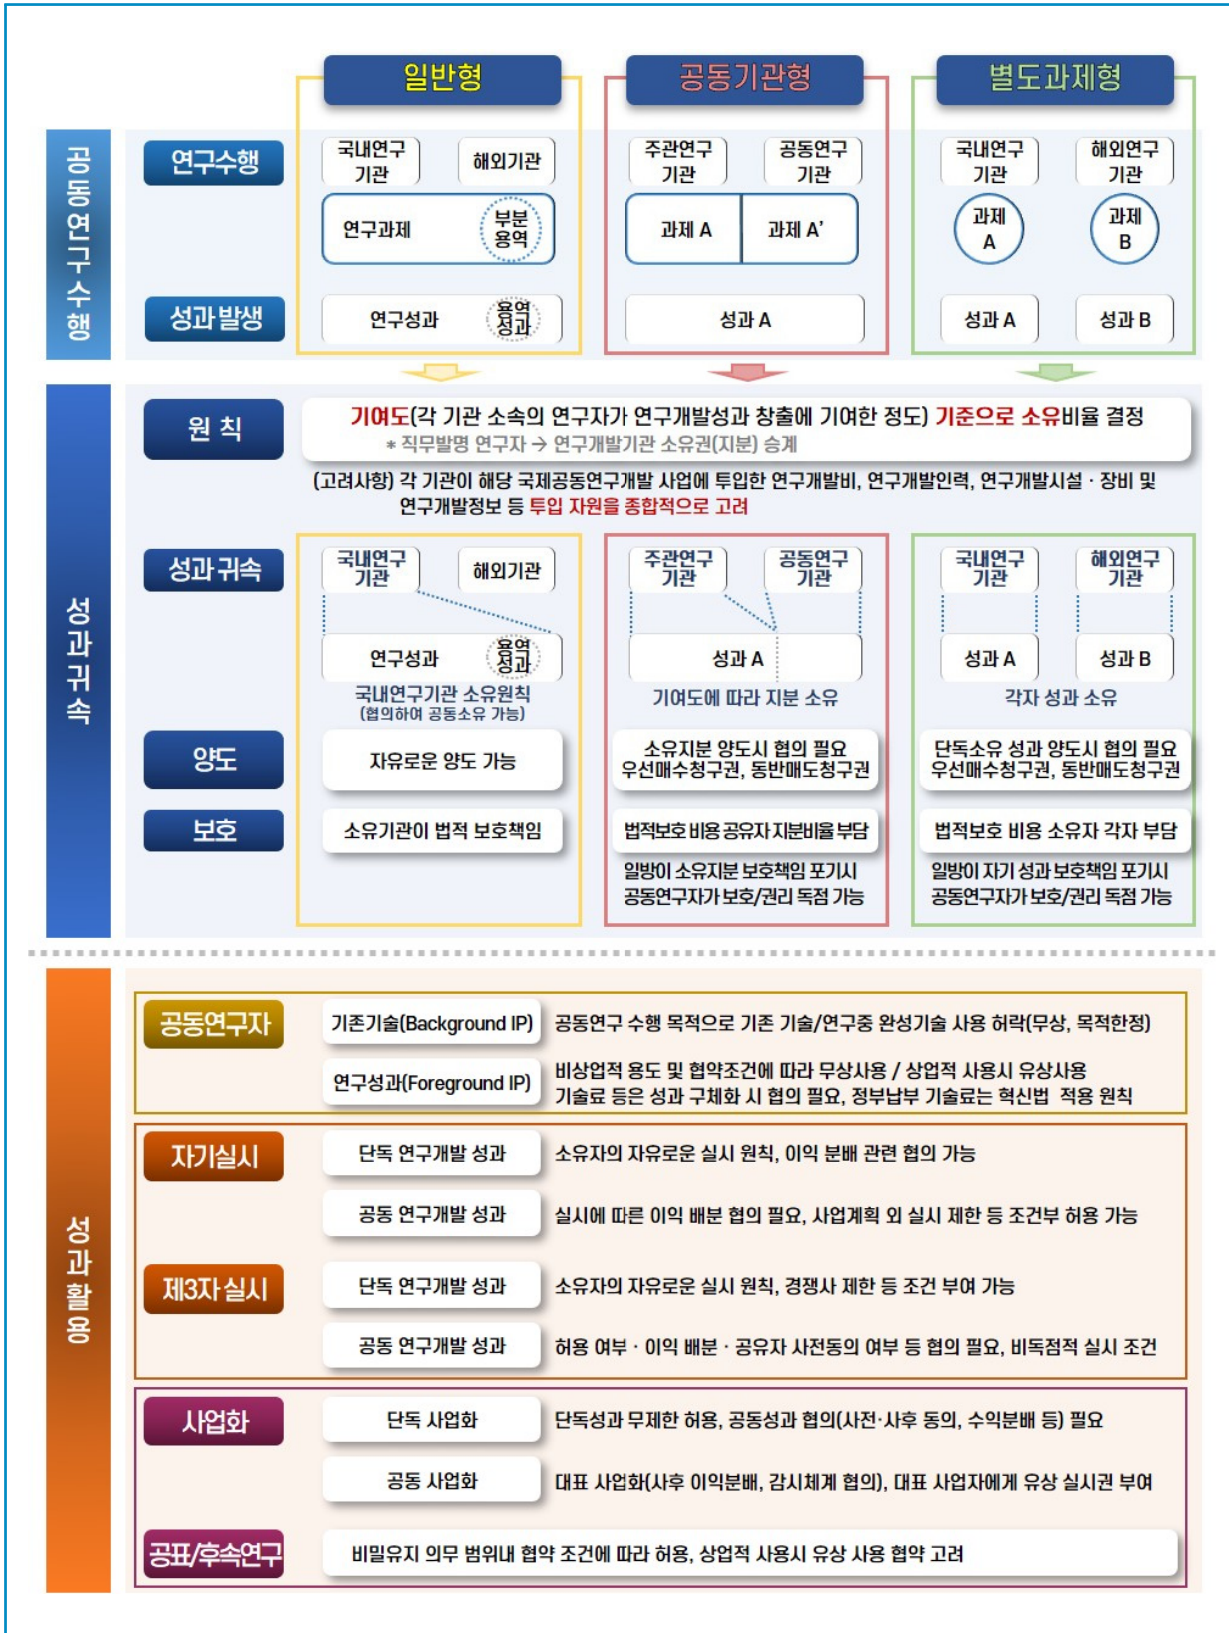 일반형
공동기관형
별도과제형
공동연구수행
연구수행
국내연구
기관
해외기관
주관연구
기관
공동연구
기관
국내연구
기관
해외연구
기관
연구과제
부분
용역
과제 A
과제 A’
과제
A
과제
B
성과 발생
연구성과
용역
성과
성과 A
성과 A
성과 B
성과귀속
원 칙
기여도(각 기관 소속의 연구자가 연구개발성과 창출에 기여한 정도) 기준으로 소유비율 결정
* 직무발명 연구자 → 연구개발기관 소유권(지분) 승계
(고려사항) 각 기관이 해당 국제공동연구개발 사업에 투입한 연구개발비, 연구개발인력, 연구개발시설 · 장비 및
연구개발정보 등 투입 자원을 종합적으로 고려
성과 귀속
국내연구
기관
해외기관
주관연구
기관
공동연구
기관
국내연구
기관
해외연구
기관
연구성과
용역
성과
성과 A
성과 A
성과 B
국내연구기관 소유원칙
(협의하여 공동소유 가능)
기여도에 따라 지분 소유
각자 성과 소유
양도
자유로운 양도 가능
소유지분 양도시 협의 필요
우선매수청구권, 동반매도청구권
단독소유 성과 양도시 협의 필요
우선매수청구권, 동반매도청구권
보호
소유기관이 법적 보호책임
법적보호 비용 공유자 지분비율 부담
법적보호 비용 소유자 각자 부담
일방이 소유지분 보호책임 포기시
공동연구자가 보호/권리 독점 가능
일방이 자기 성과 보호책임 포기시
공동연구자가 보호/권리 독점 가능
성과활용
공동연구자
기존기술(Background IP)
공동연구 수행 목적으로 기존 기술/연구중 완성기술 사용 허락(무상, 목적한정)
연구성과(Foreground IP)
비상업적 용도 및 협약조건에 따라 무상사용 / 상업적 사용시 유상사용
기술료 등은 성과 구체화 시 협의 필요, 정부납부 기술료는 혁신법 적용 원칙
자기실시
단독 연구개발 성과
소유자의 자유로운 실시 원칙, 이익 분배 관련 협의 가능
공동 연구개발 성과
실시에 따른 이익 배분 협의 필요, 사업계획 외 실시 제한 등 조건부 허용 가능
제3자 실시
단독 연구개발 성과
소유자의 자유로운 실시 원칙, 경쟁사 제한 등 조건 부여 가능
공동 연구개발 성과
허용 여부 · 이익 배분 · 공유자 사전동의 여부 등 협의 필요, 비독점적 실시 조건
사업화
단독 사업화
단독성과 무제한 허용, 공동성과 협의(사전·사후 동의, 수익분배 등) 필요
공동 사업화
대표 사업화(사후 이익분배, 감시체계 협의), 대표 사업자에게 유상 실시권 부여
공표/후속연구
비밀유지 의무 범위내 협약 조건에 따라 허용, 상업적 사용시 유상 사용 협약 고려